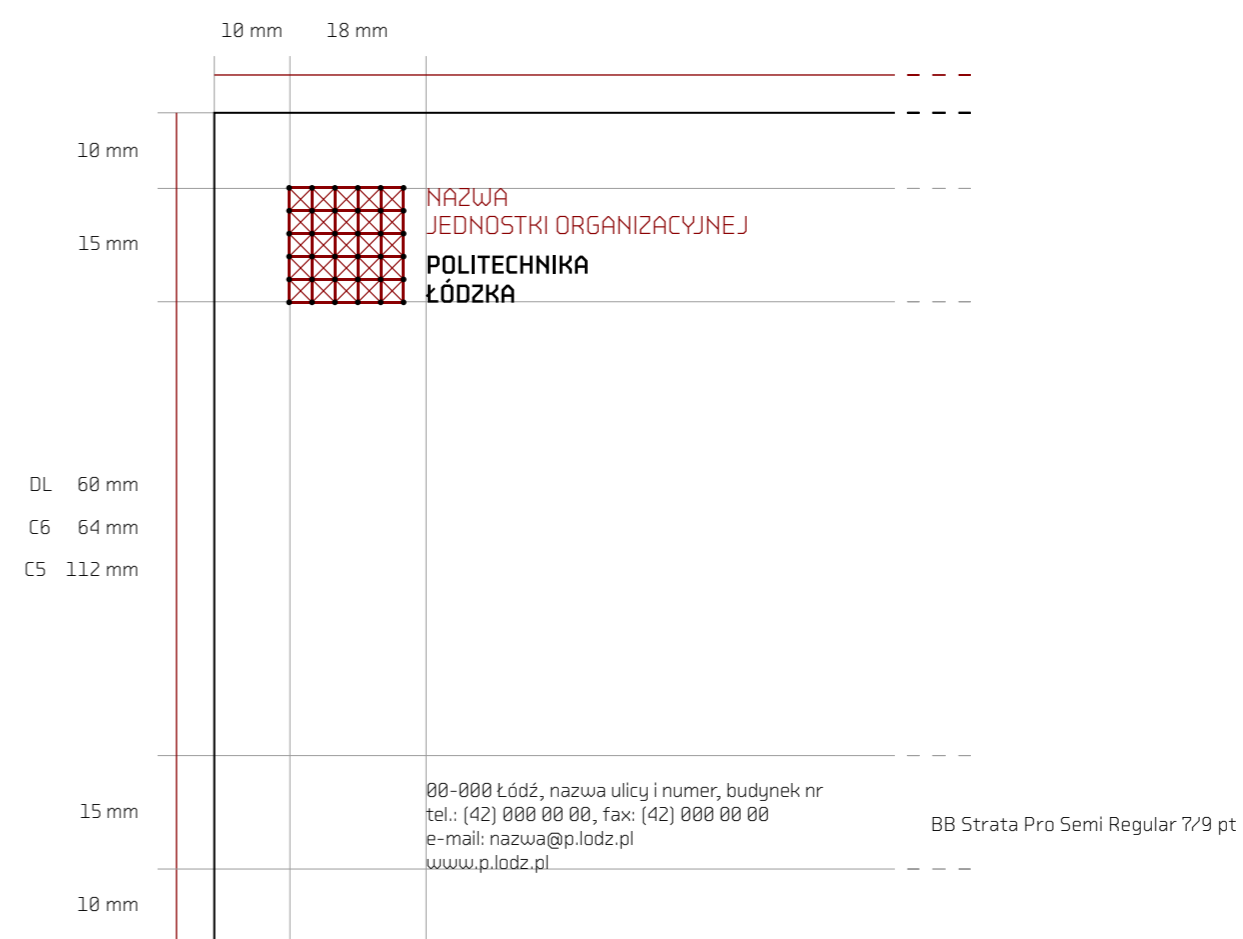 10 mm 18 mm
10 mm
15 mm
NAZWA
JEDNOSTKI ORGANIZACYJNEJ
POLITECHNIKA
ŁÓDZKA
DL 60 mm
C6 64 mm
C5 112 mm
15 mm
00-000 Łódź, nazwa ulicy i numer, budynek nr
tel.: (42) 000 00 00, fax: (42) 000 00 00
e-mail: nazwa@p.lodz.pl
www.p.lodz.pl
BB Strata Pro Semi Regular 7/9 pt
10 mm